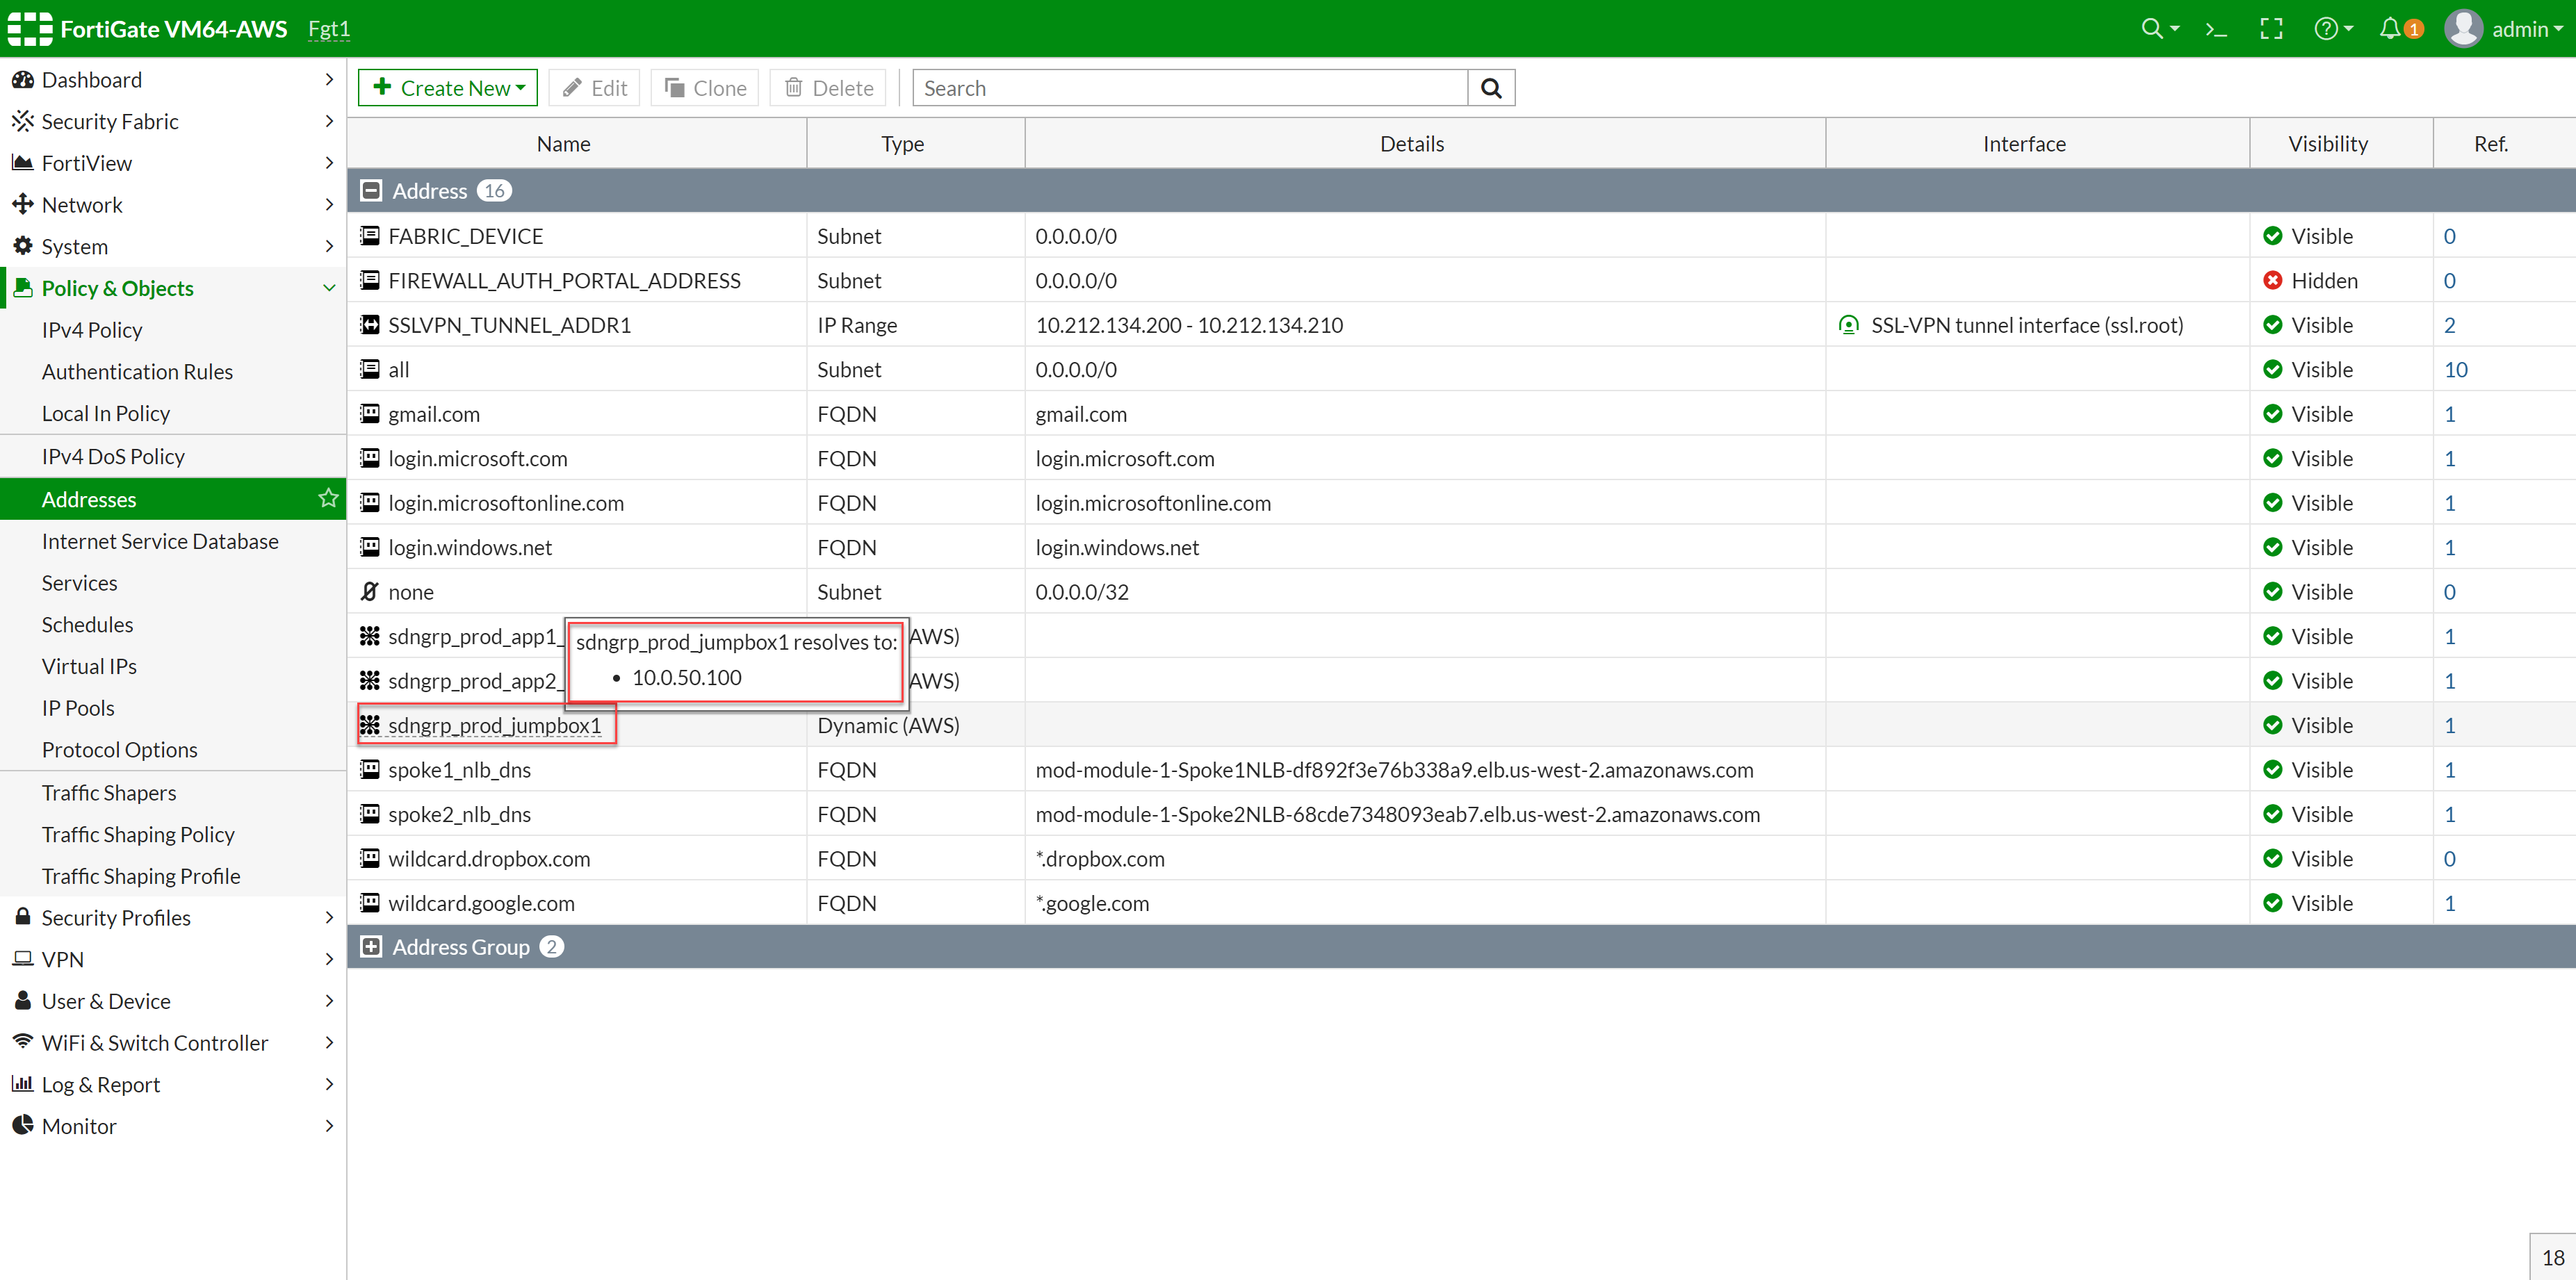 FortiGate VM64-AWS Fgt1
1 admin
Dashboard
Security Fabric
FortiView
Network
System
Policy & Objects
IPv4 Policy
Authentication Rules
Local In Policy
IPv4 DoS Policy
Addresses
Internet Service Database
Services
Schedules
Virtual IPs
IP Pools
Protocol Options
Traffic Shapers
Traffic Shaping Policy
Traffic Shaping Profile
Security Profiles
VPN
User & Device
WiFi & Switch Controller
Log & Report
Monitor
Create New Edit Clone Delete Search
Name Type Details Interface Visibility Ref.
Address 16
FABRIC_DEVICE Subnet 0.0.0.0/0 Visible 0
FIREWALL_AUTH_PORTAL_ADDRESS Subnet 0.0.0.0/0 Hidden 0
SSLVPN_TUNNEL_ADDR1 IP Range 10.212.134.200 - 10.212.134.210 SSL-VPN tunnel interface (ssl.root) Visible 2
all Subnet 0.0.0.0/0 Visible 10
gmail.com FQDN gmail.com Visible 1
login.microsoft.com FQDN login.microsoft.com Visible 1
login.microsoftonline.com FQDN login.microsoftonline.com Visible 1
login.windows.net FQDN login.windows.net Visible 1
none Subnet 0.0.0.0/32 Visible 0
sdngrp_prod_app1_ AWS) Visible 1
sdngrp_prod_jumpbox1 resolves to:
• 10.0.50.100
sdngrp_prod_app2_ AWS) Visible 1
sdngrp_prod_jumpbox1 Dynamic (AWS) Visible 1
spoke1_nlb_dns FQDN mod-module-1-Spoke1NLB-df892f3e76b338a9.elb.us-west-2.amazonaws.com Visible 1
spoke2_nlb_dns FQDN mod-module-1-Spoke2NLB-68cde7348093eab7.elb.us-west-2.amazonaws.com Visible 1
wildcard.dropbox.com FQDN *.dropbox.com Visible 0
wildcard.google.com FQDN *.google.com Visible 1
Address Group 2
18